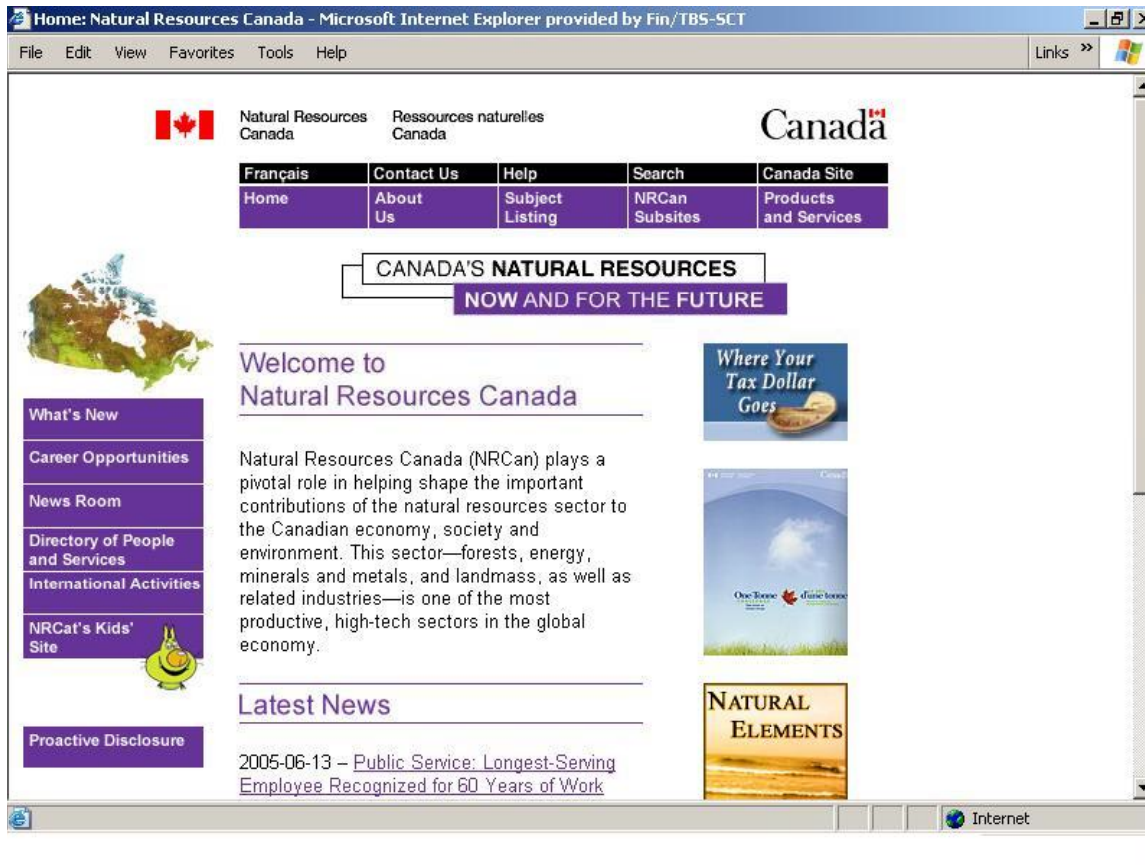 Home: Natural Resources Canada - Microsoft Internet Explorer provided by Fin/TBS-SCT
File Edit View Favorites Tools Help
Links »
Natural Resources Canada
Ressources naturelles Canada
Canada
Français Contact Us Help Search Canada Site
Home
About Us
Subject Listing
NRCan Subsites
Products and Services
CANADA'S NATURAL RESOURCES
NOW AND FOR THE FUTURE
What's New
Career Opportunities
News Room
Directory of People
and Services
International Activities
NRCat's Kids'
Site
Proactive Disclosure
Welcome to
Natural Resources Canada
Natural Resources Canada (NRCan) plays a
pivotal role in helping shape the important
contributions of the natural resources sector to
the Canadian economy, society and
environment. This sector—forests, energy,
minerals and metals, and landmass, as well as
related industries—is one of the most
productive, high-tech sectors in the global
economy.
Latest News
2005-06-13 – Public Service: Longest-Serving
Employee Recognized for 60 Years of Work
Where Your
Tax Dollar
Goes
Canada
One Tonne
d'une tonne
NATURAL
ELEMENTS
Internet